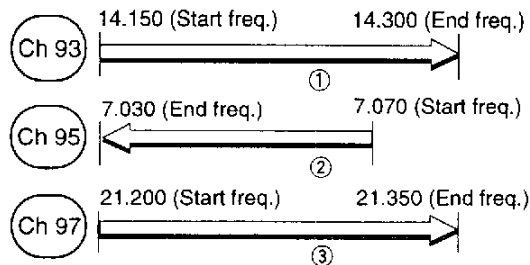 14.150 (Start freq.) 14.300 (End freq.)
Ch 93
①
7.030 (End freq.) 7.070 (Start freq.)
Ch 95
②
21.200 (Start freq.) 21.350 (End freq.)
Ch 97
③